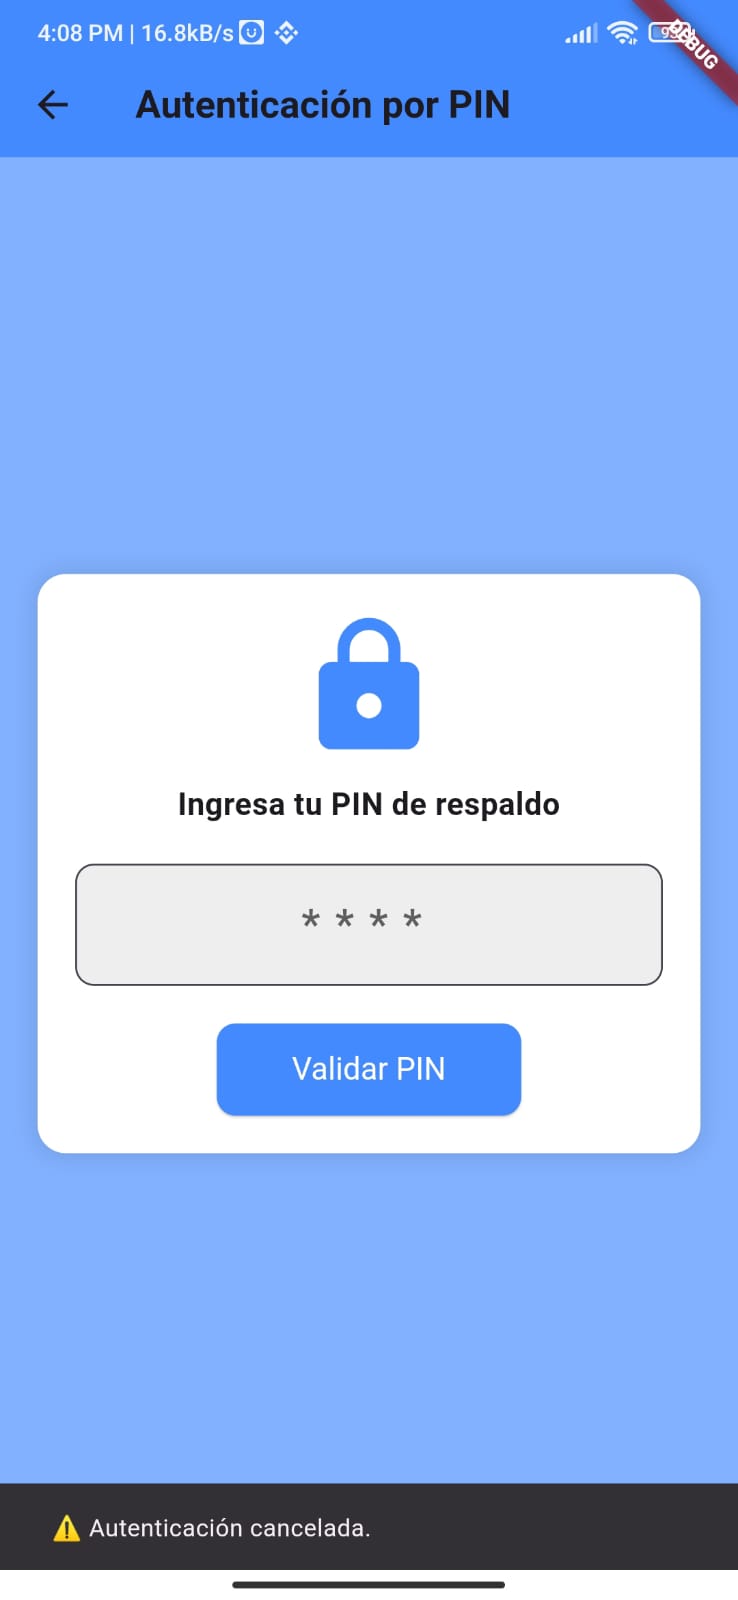 4:08 PM | 16.8kB/s
DEBUG
Autenticación por PIN
Ingresa tu PIN de respaldo
* * * *
Validar PIN
⚠️ Autenticación cancelada.